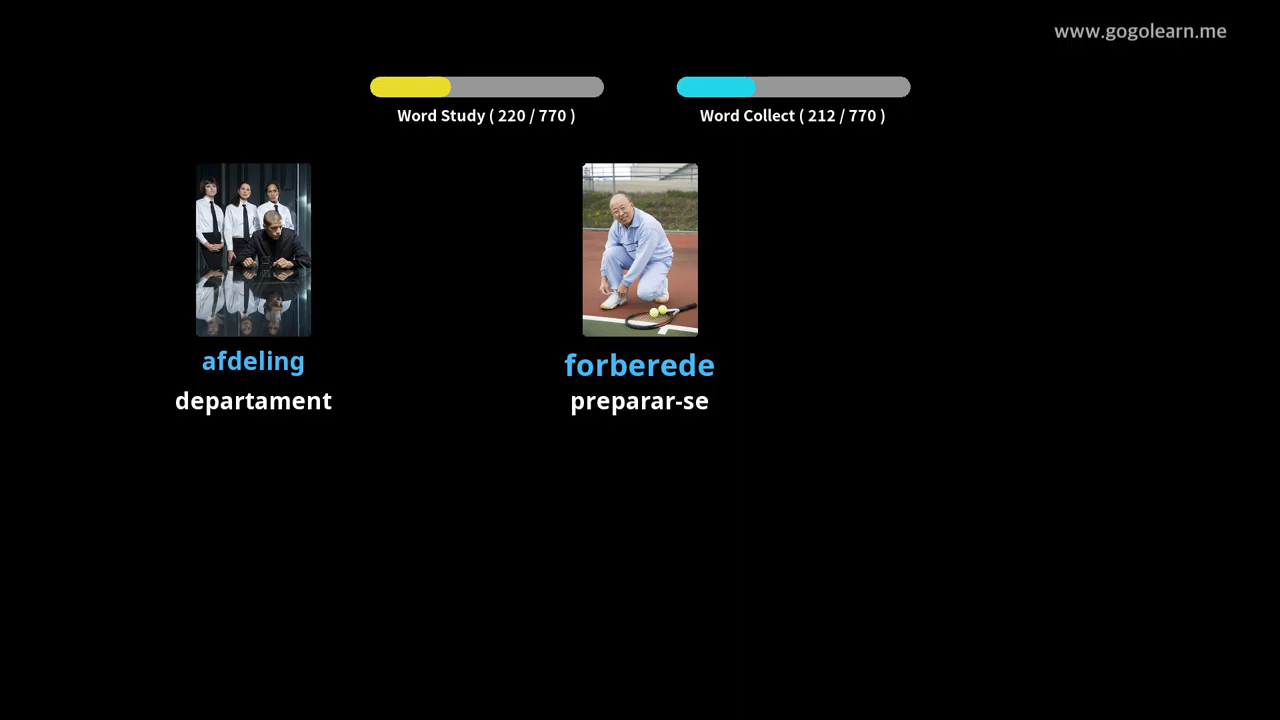 www.gogolearn.me
Word Study ( 220 / 770 )
Word Collect ( 212 / 770 )
afdeling
departament
forberede
preparar-se